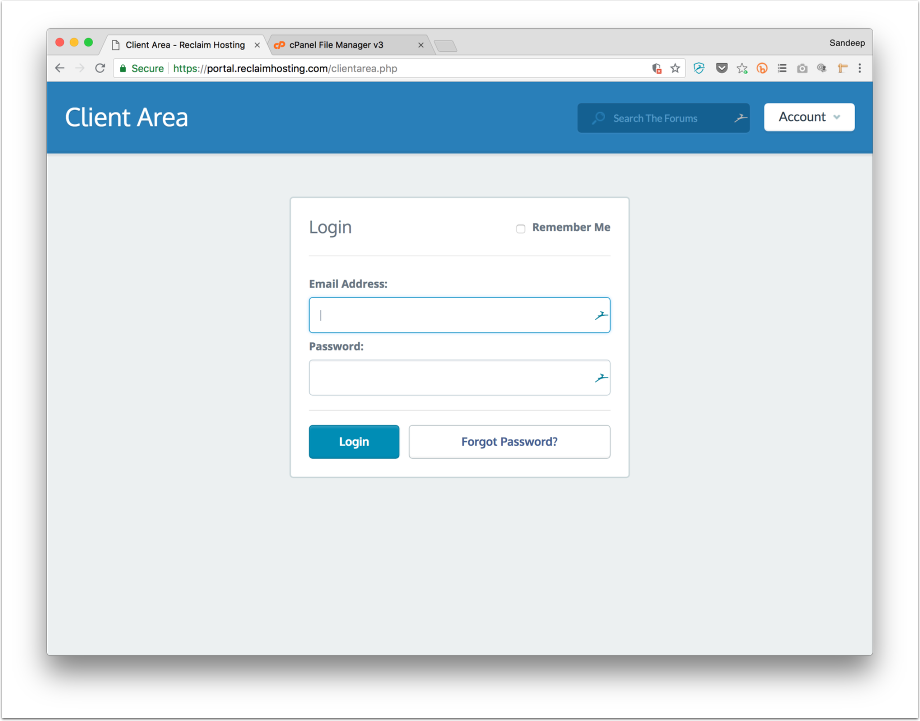 Client Area - Reclaim Hosting
cPanel File Manager v3
Sandeep
Secure https://portal.reclaimhosting.com/clientarea.php
Client Area
Search The Forums
Account
Login
Remember Me
Email Address:
Password:
Login
Forgot Password?